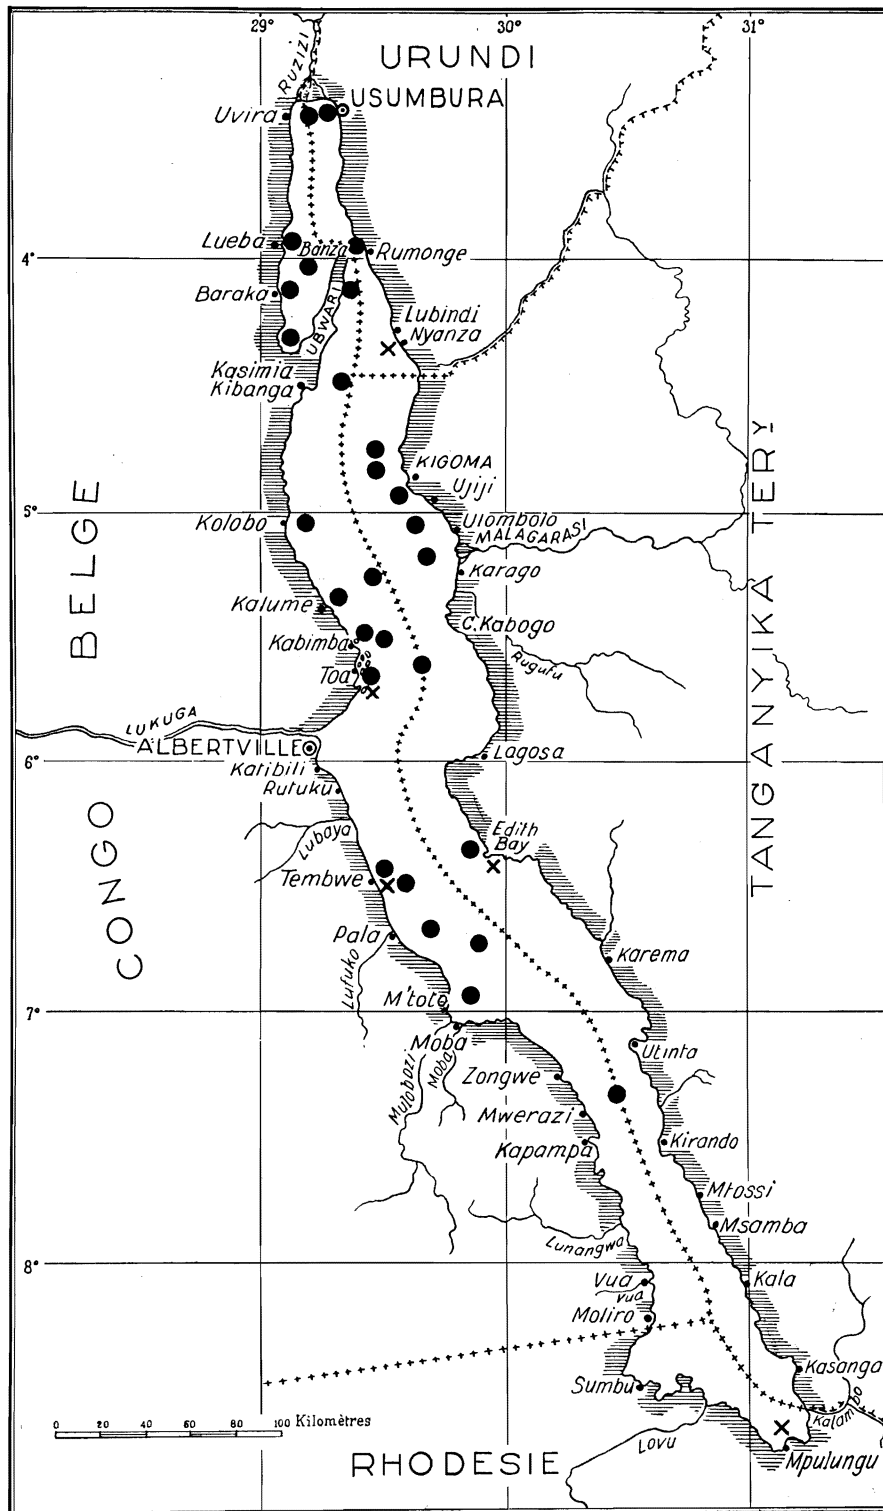 29°
30°
31°
RUZIZI
URUNDI
USUMBURA
Uvira
Lueba
Banza
Rumonge
4°
Baraka
UBWARI
Lubindi
Nyanza
Kasimia
Kibanga
KIGOMA
Ujiji
5°
Kolobo
Ulombolo
MALAGARASI
Karago
Kalume
C. Kabogo
Kabimba
Rugufu
Toa
LUKUGA
ALBERTVILLE
Lagosa
6°
Katibili
Rutuku
Edith
Bay
Lubaya
Tembwe
Pala
Karema
Lufuko
M'toto
7°
Moba
Utinta
Mulobozi
Moba
Zongwe
Mwerazi
Kirando
Kapampa
Mtossi
Msamba
Lunangwa
8°
Vua
Vua
Kala
Moliro
Kasanga
Sumbu
Kalambo
Lovu
Mpulungu
RHODESIE
CONGO BELGE
TANGANYIKA TERY
0 20 40 60 80 100 Kilomètres